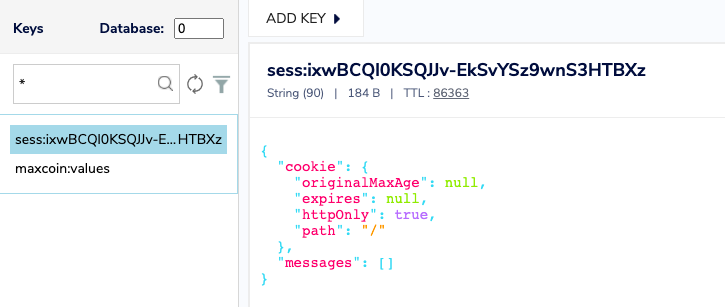 Keys Database: 0
*
sess:ixwBCQI0KSQJJv-E...HTBXz
maxcoin:values
ADD KEY
sess:ixwBCQI0KSQJJv-EkSvYSz9wnS3HTBXz
String (90) | 184 B | TTL : 86363
{
"cookie": {
"originalMaxAge": null,
"expires": null,
"httpOnly": true,
"path": "/"
},
"messages": []
}